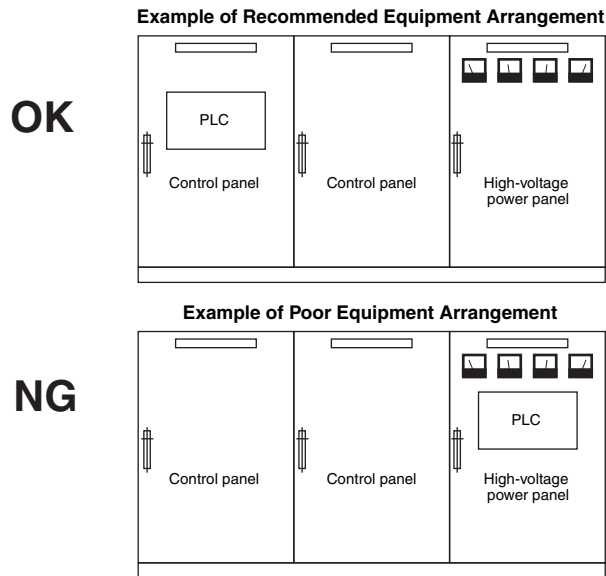 Example of Recommended Equipment Arrangement
OK
PLC
Control panel
Control panel
High-voltage
power panel
Example of Poor Equipment Arrangement
NG
PLC
Control panel
Control panel
High-voltage
power panel